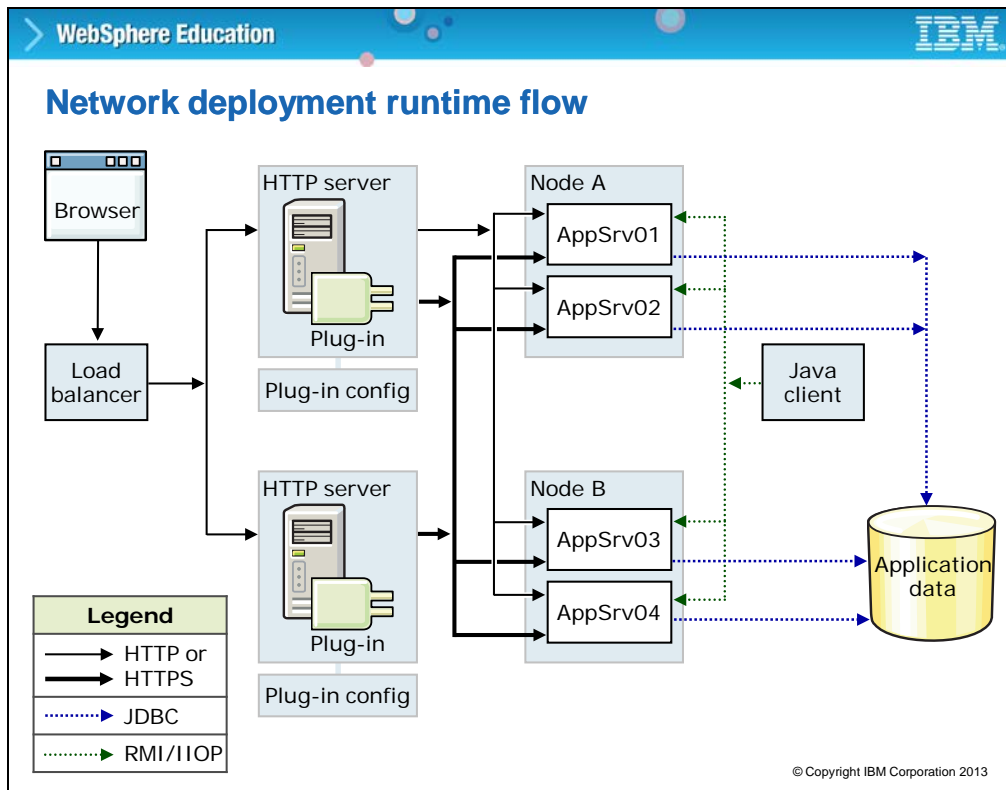 WebSphere Education
IBM
Network deployment runtime flow
Browser
Load
balancer
HTTP server
Plug-in
Plug-in config
HTTP server
Plug-in
Plug-in config
Node A
AppSrv01
AppSrv02
Node B
AppSrv03
AppSrv04
Java
client
Application
data
Legend
HTTP or
HTTPS
JDBC
RMI/IIOP
© Copyright IBM Corporation 2013